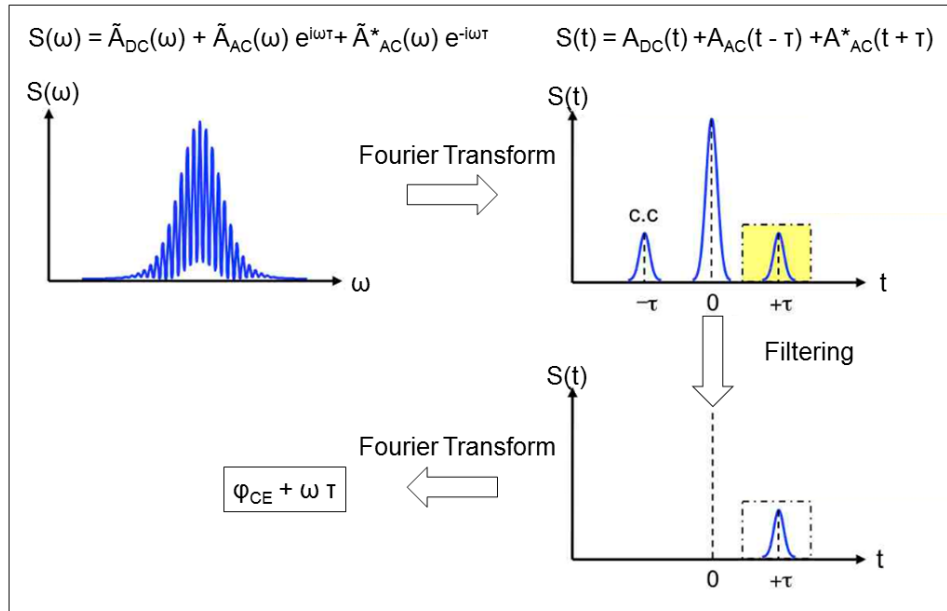 S(ω) = Ã_DC(ω) + Ã_AC(ω) e^iωτ+ Ã*_AC(ω) e^-iωτ
S(t) = A_DC(t) +A_AC(t - τ) +A*_AC(t + τ)
S(ω)
ω
Fourier Transform
S(t)
c.c
−τ
0
+τ
t
Filtering
S(t)
0
+τ
t
Fourier Transform
φ_CE + ω τ